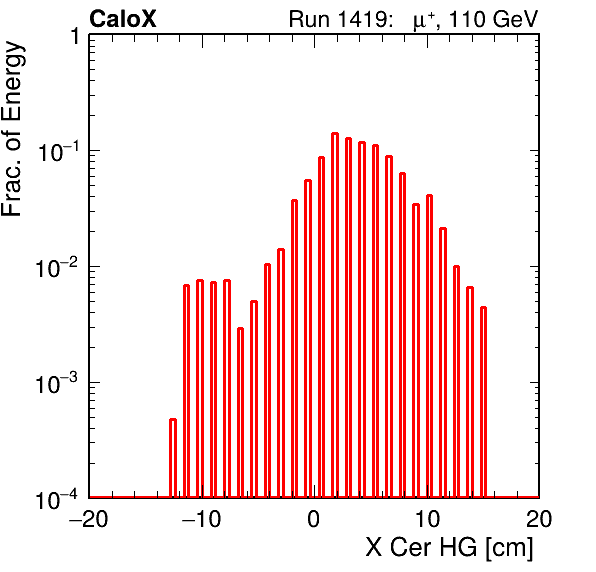 CaloX Run 1419: μ⁺, 110 GeV
Frac. of Energy
1
10⁻¹
10⁻²
10⁻³
10⁻⁴
−20 −10 0 10 20
X Cer HG [cm]